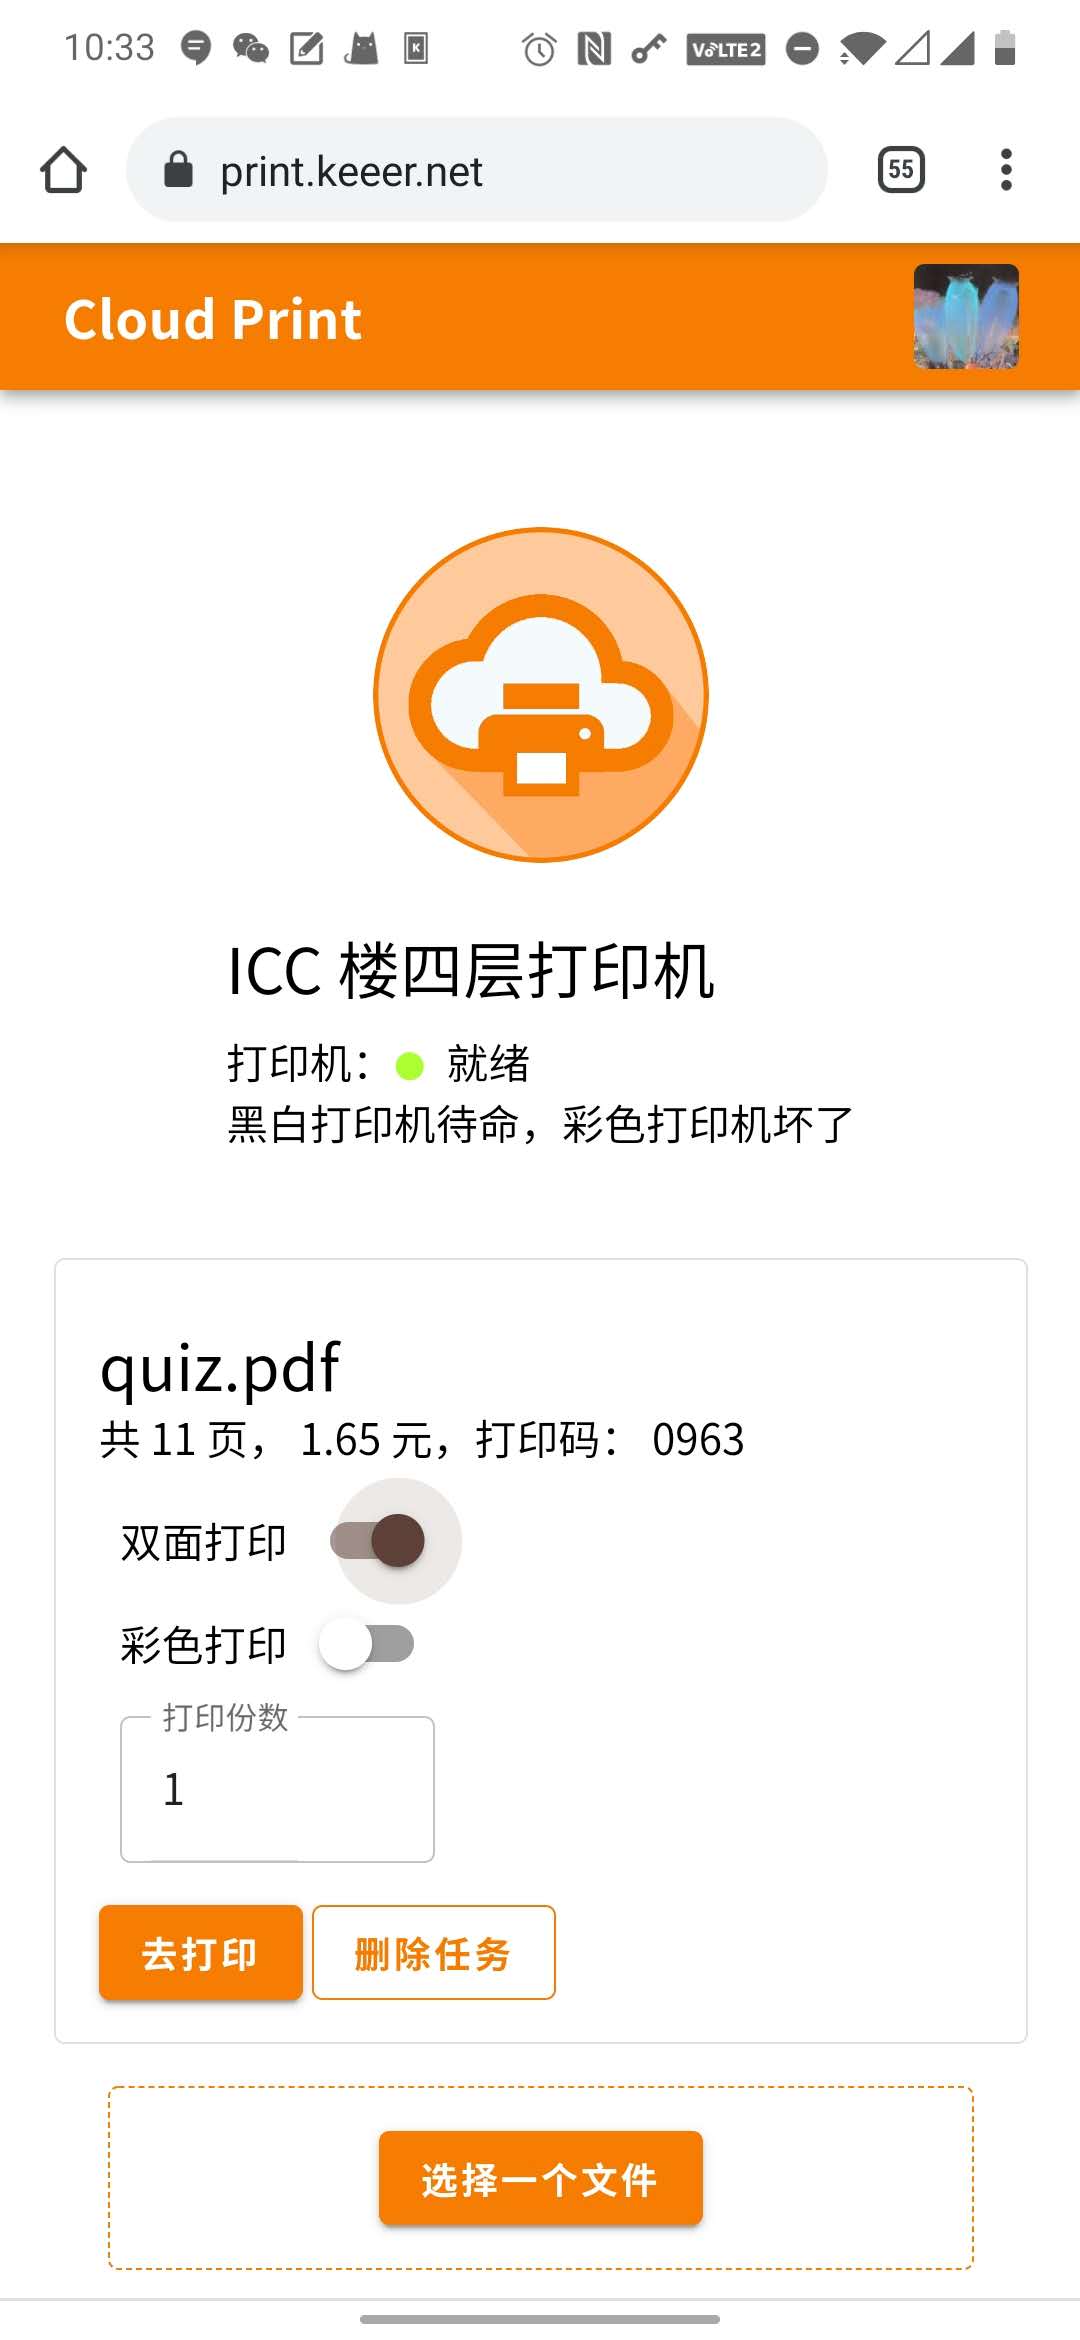 10:33
K
VoLTE2
print.keeer.net
55
Cloud Print
ICC 楼四层打印机
打印机： 就绪
黑白打印机待命，彩色打印机坏了
quiz.pdf
共 11 页， 1.65 元，打印码： 0963
双面打印
彩色打印
打印份数
1
去打印 删除任务
选择一个文件